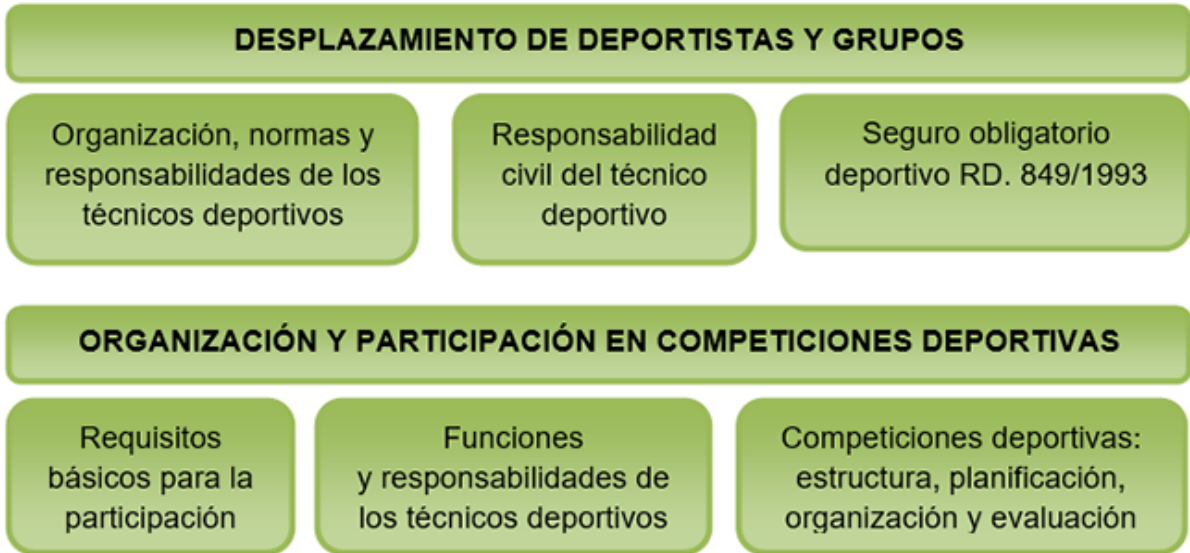 DESPLAZAMIENTO DE DEPORTISTAS Y GRUPOS
Organización, normas y
responsabilidades de los
técnicos deportivos
Responsabilidad
civil del técnico
deportivo
Seguro obligatorio
deportivo RD. 849/1993
ORGANIZACIÓN Y PARTICIPACIÓN EN COMPETICIONES DEPORTIVAS
Requisitos
básicos para la
participación
Funciones
y responsabilidades de
los técnicos deportivos
Competiciones deportivas:
estructura, planificación,
organización y evaluación